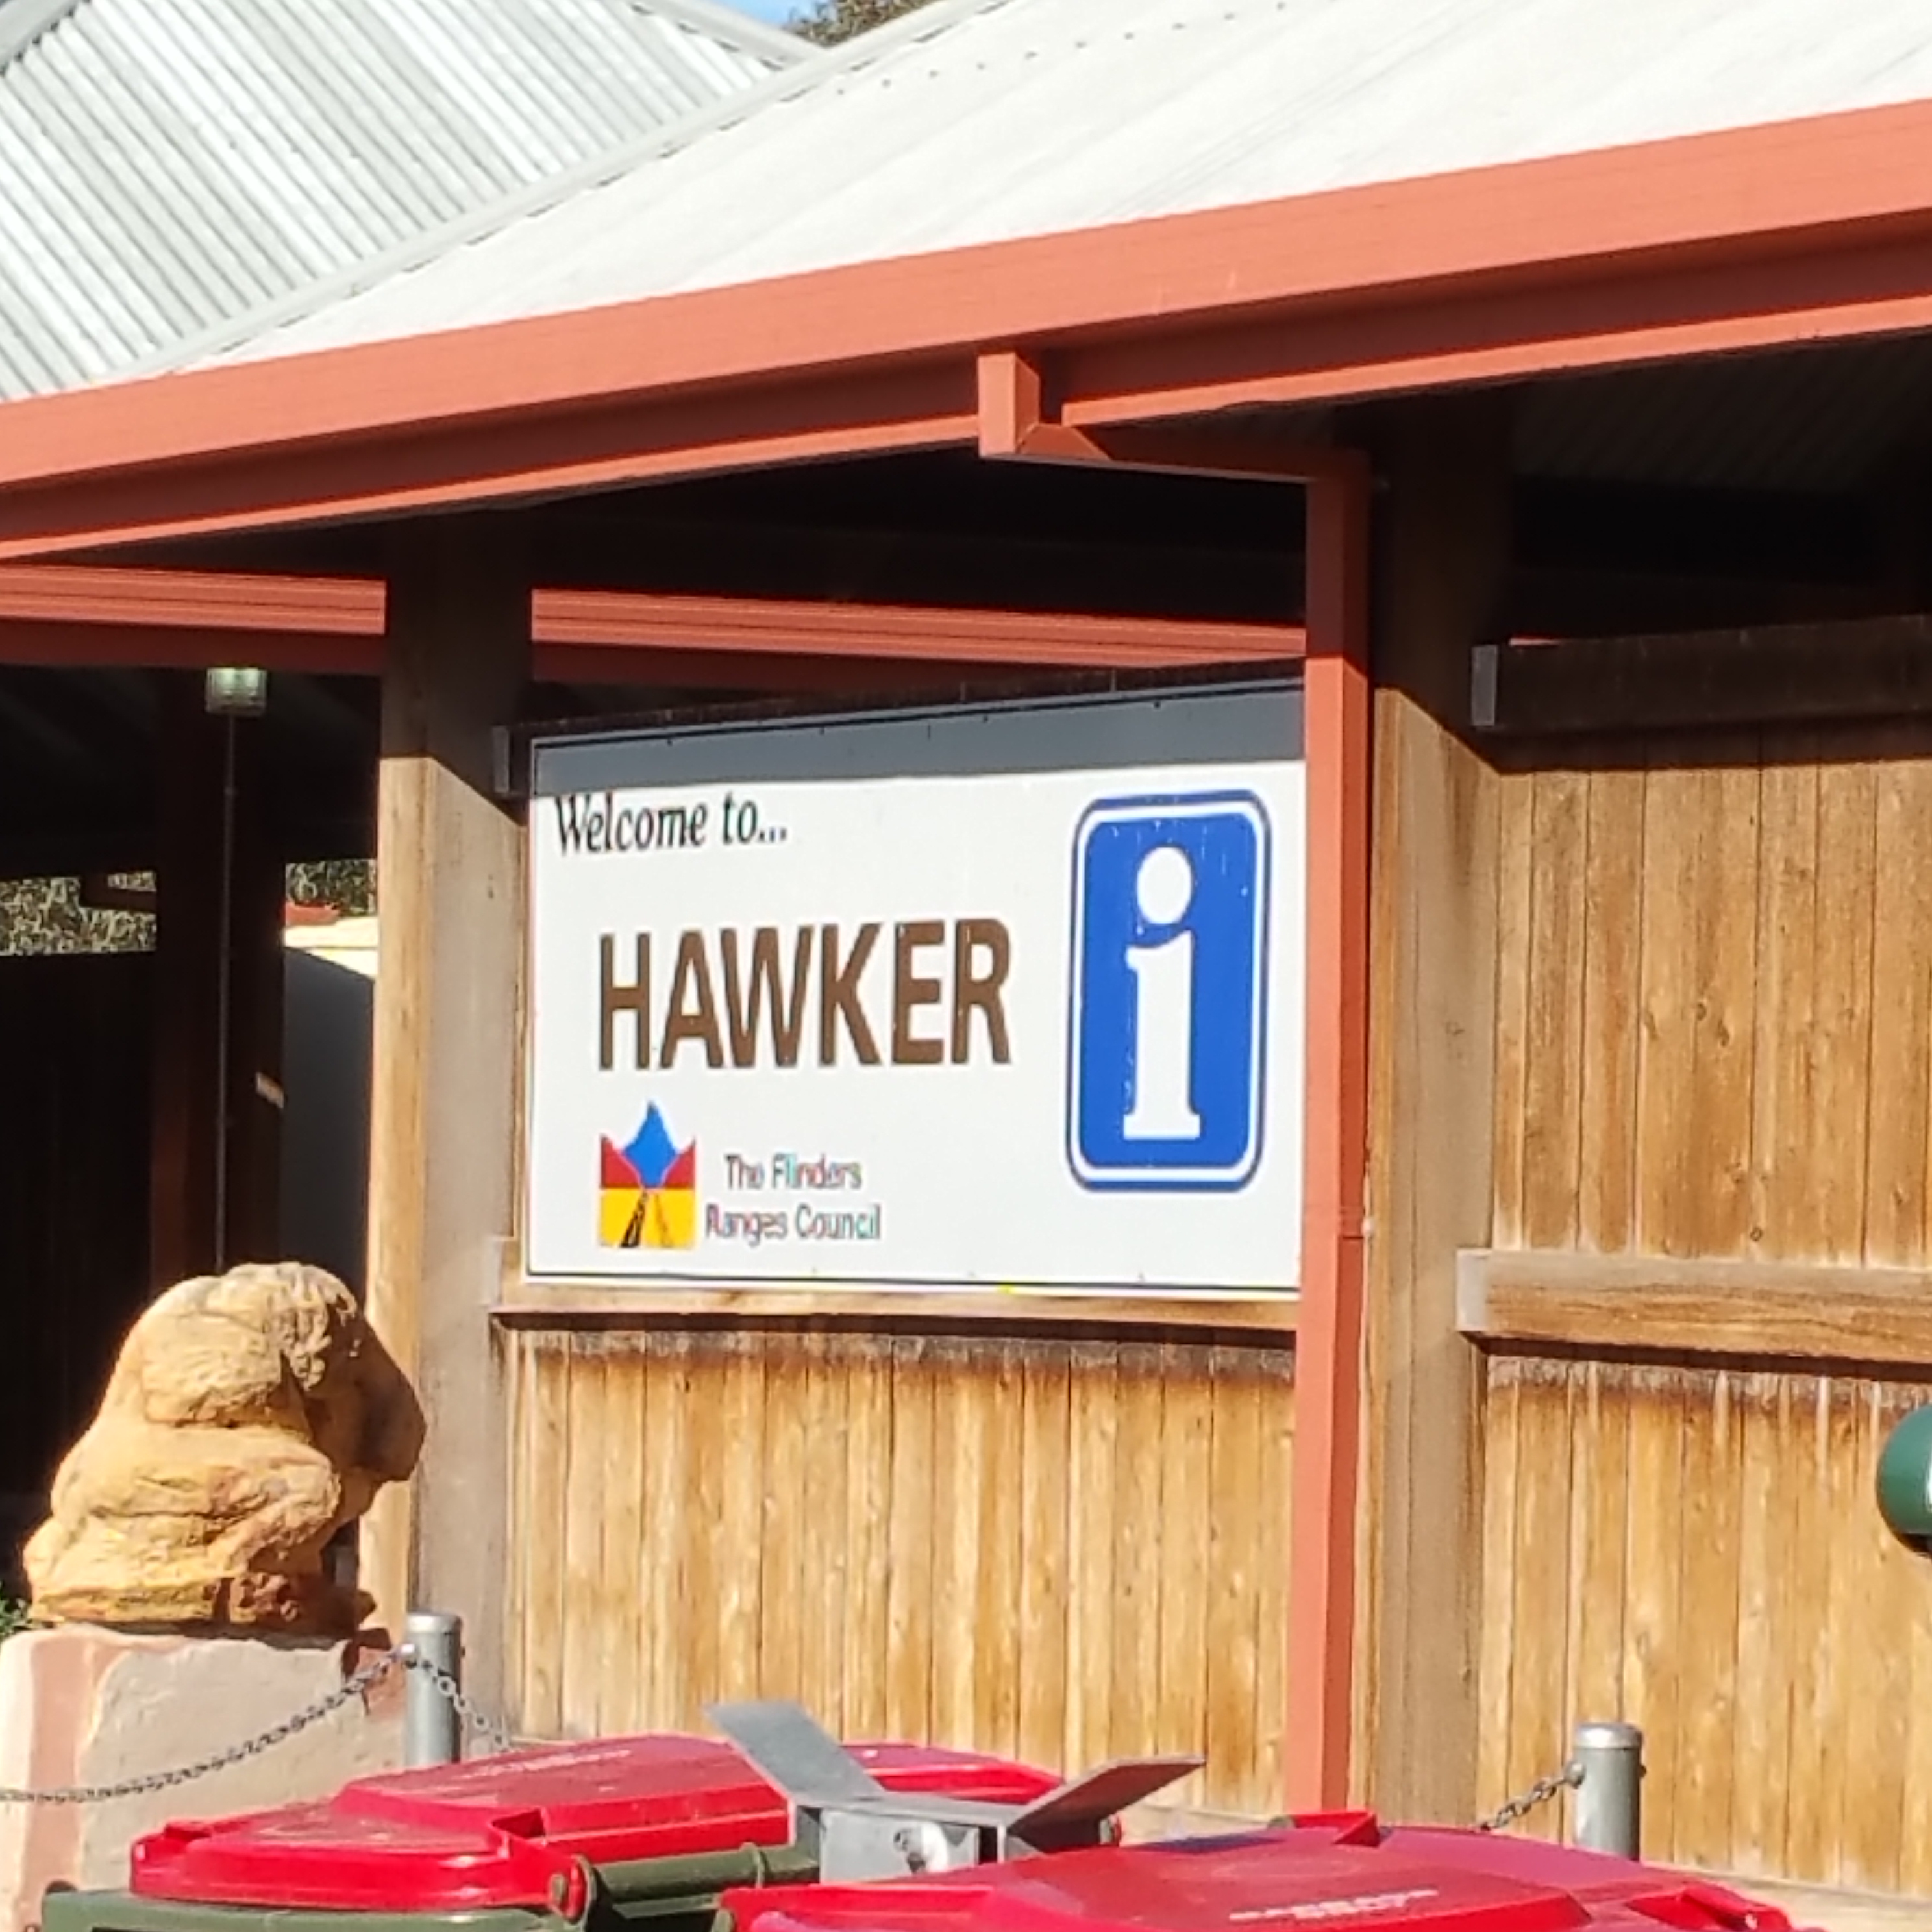 Welcome to...
HAWKER
i
The Flinders
Ranges Council